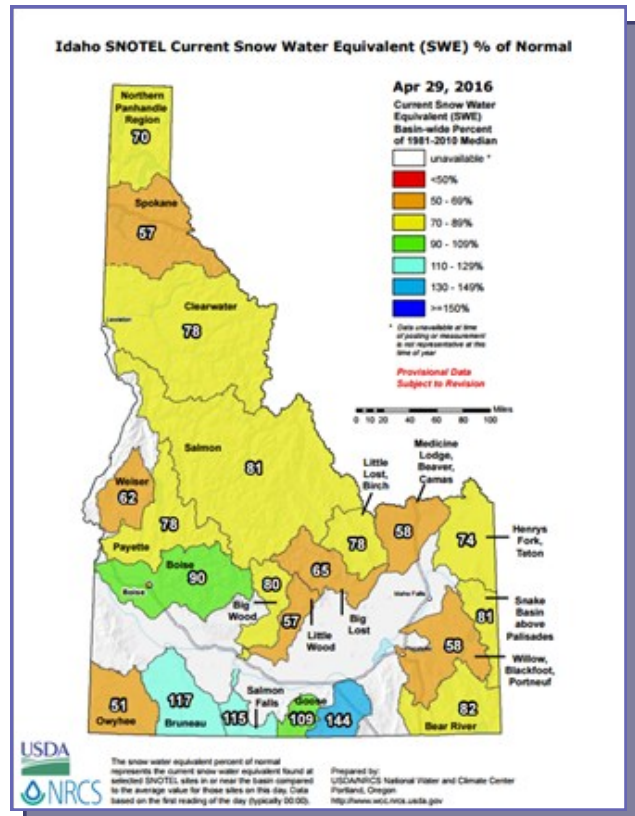 Idaho SNOTEL Current Snow Water Equivalent (SWE) % of Normal
Apr 29, 2016
Current Snow Water
Equivalent (SWE)
Basin-wide Percent
of 1981-2010 Median
unavailable *
<50%
50 - 69%
70 - 89%
90 - 109%
110 - 129%
130 - 149%
>=150%
* Data unavailable at time
of posting or measurement
is not representative at this
time of year
Provisional Data
Subject to Revision
Miles
0 10 20 40 60 80 100
Northern
Panhandle
Region
70
Spokane
57
Clearwater
78
Lewiston
Salmon
81
Weiser
62
78
Payette
Boise
90
Boise
Little
Lost,
Birch
78
Medicine
Lodge,
Beaver,
Camas
58
74
Henrys
Fork,
Teton
80
Big
Wood
57
Little
Wood
65
Big
Lost
Idaho Falls
81
Snake
Basin
above
Palisades
58
Willow,
Blackfoot,
Portneuf
51
Owyhee
117
Bruneau
Salmon
Falls
115
Goose
109
144
82
Bear River
USDA
NRCS
The snow water equivalent percent of normal
represents the current snow water equivalent found at
selected SNOTEL sites in or near the basin compared
to the average value for those sites on this day. Data
based on the first reading of the day (typically 00:00).
Prepared by:
USDA/NRCS National Water and Climate Center
Portland, Oregon
http://www.wcc.nrcs.usda.gov